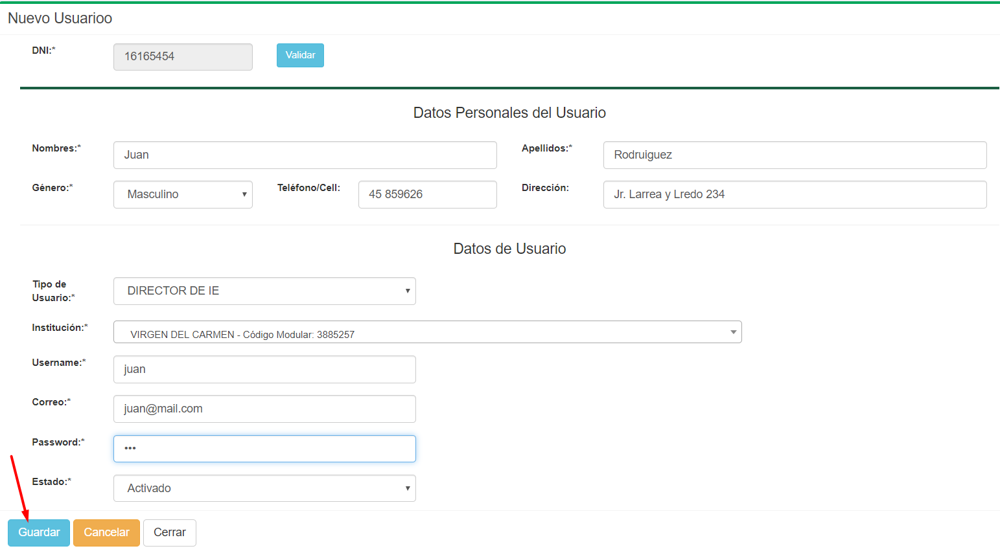 Nuevo Usuarioo
DNI:* 16165454 Validar
Datos Personales del Usuario
Nombres:* Juan Apellidos:* Rodruiguez
Género:* Masculino Teléfono/Cell: 45 859626 Dirección: Jr. Larrea y Lredo 234
Datos de Usuario
Tipo de
Usuario:* DIRECTOR DE IE
Institución:* VIRGEN DEL CARMEN - Código Modular: 3885257
Username:* juan
Correo:* juan@mail.com
Password:* •••
Estado:* Activado
Guardar Cancelar Cerrar